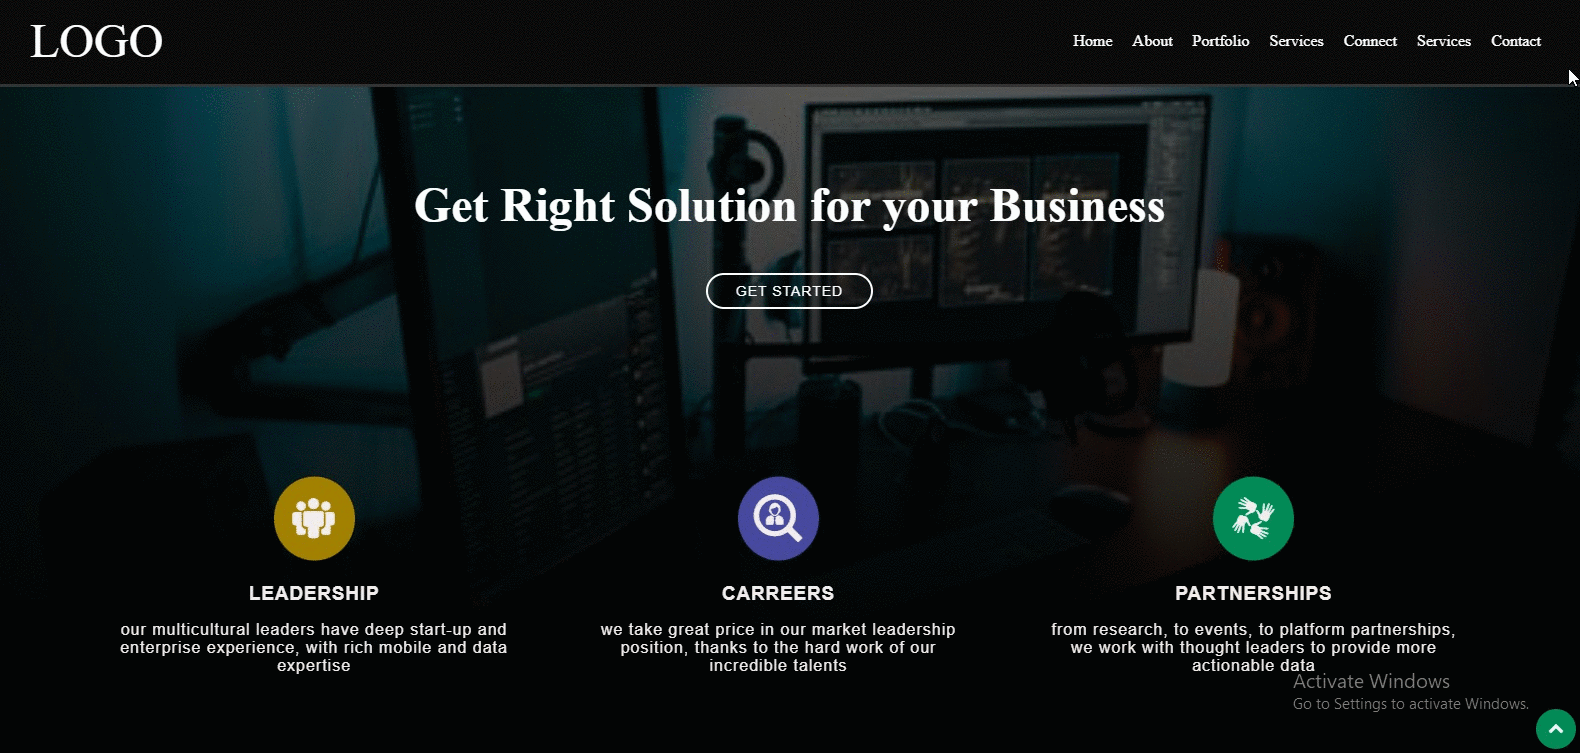 LOGO
Home About Portfolio Services Connect Services Contact
Get Right Solution for your Business
GET STARTED
LEADERSHIP
our multicultural leaders have deep start-up and
enterprise experience, with rich mobile and data
expertise
CARREERS
we take great price in our market leadership
position, thanks to the hard work of our
incredible talents
PARTNERSHIPS
from research, to events, to platform partnerships,
we work with thought leaders to provide more
actionable data
Activate Windows
Go to Settings to activate Windows.